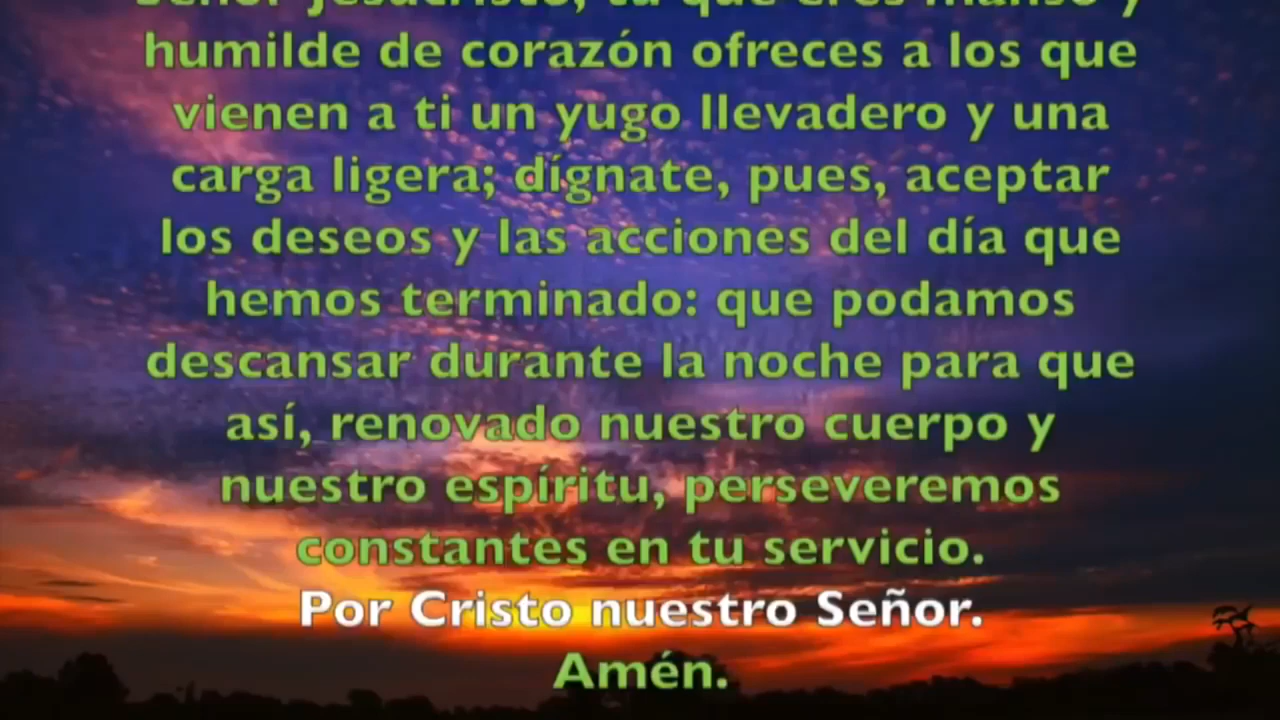 Señor Jesucristo, tú que eres manso y
humilde de corazón ofreces a los que
vienen a ti un yugo llevadero y una
carga ligera; dígnate, pues, aceptar
los deseos y las acciones del día que
hemos terminado: que podamos
descansar durante la noche para que
así, renovado nuestro cuerpo y
nuestro espíritu, perseveremos
constantes en tu servicio.
Por Cristo nuestro Señor.
Amén.